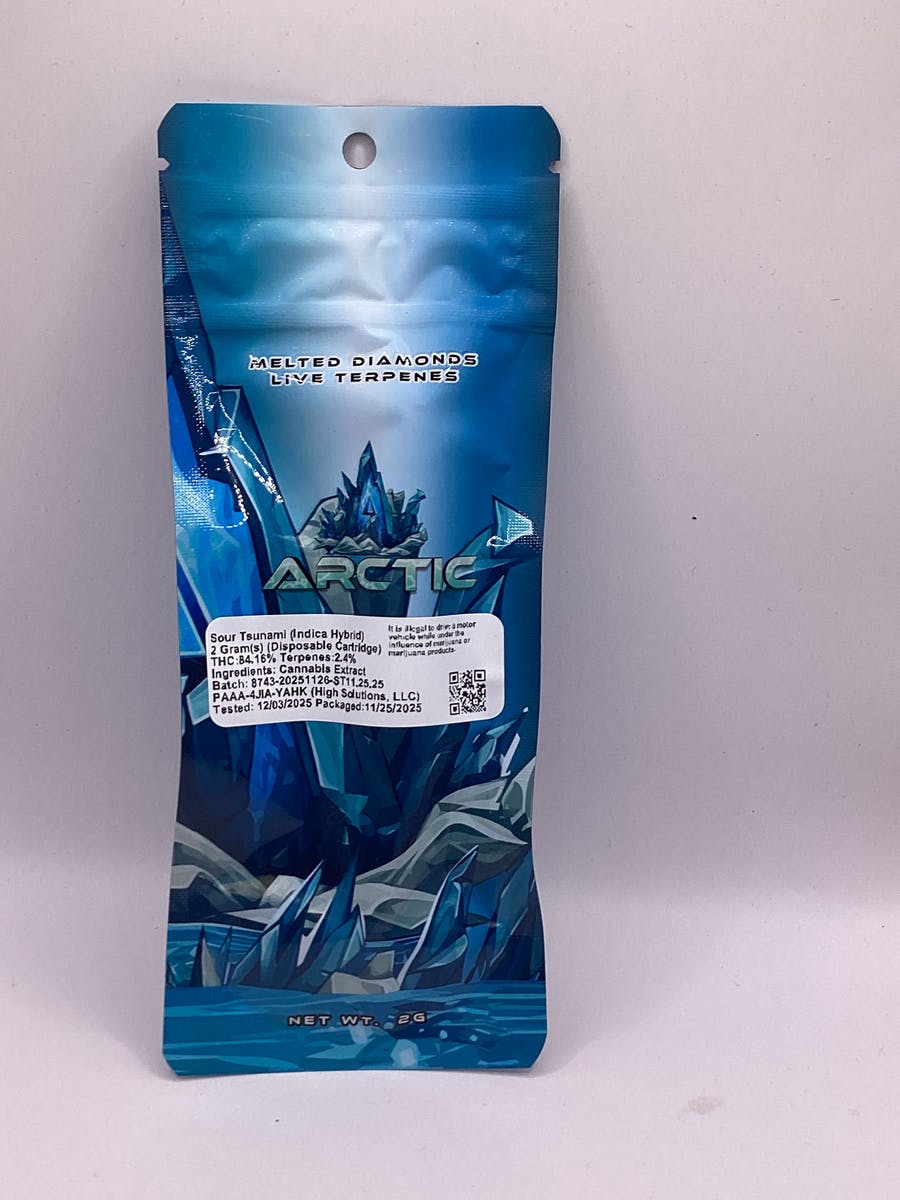 MELTED DIAMONDS
LIVE TERPENES
A
ARCTIC
Sour Tsunami (Indica Hybrid)
2 Gram(s) (Disposable Cartridge)
THC:84.16% Terpenes:2.4%
Ingredients: Cannabis Extract
Batch: 8743-20251126-ST11.25.25
PAAA-4JIA-YAHK (High Solutions, LLC)
Tested: 12/03/2025 Packaged:11/25/2025
It is illegal to drive a motor
vehicle while under the
influence of marijuana or
marijuana products.
NET WT. 2G